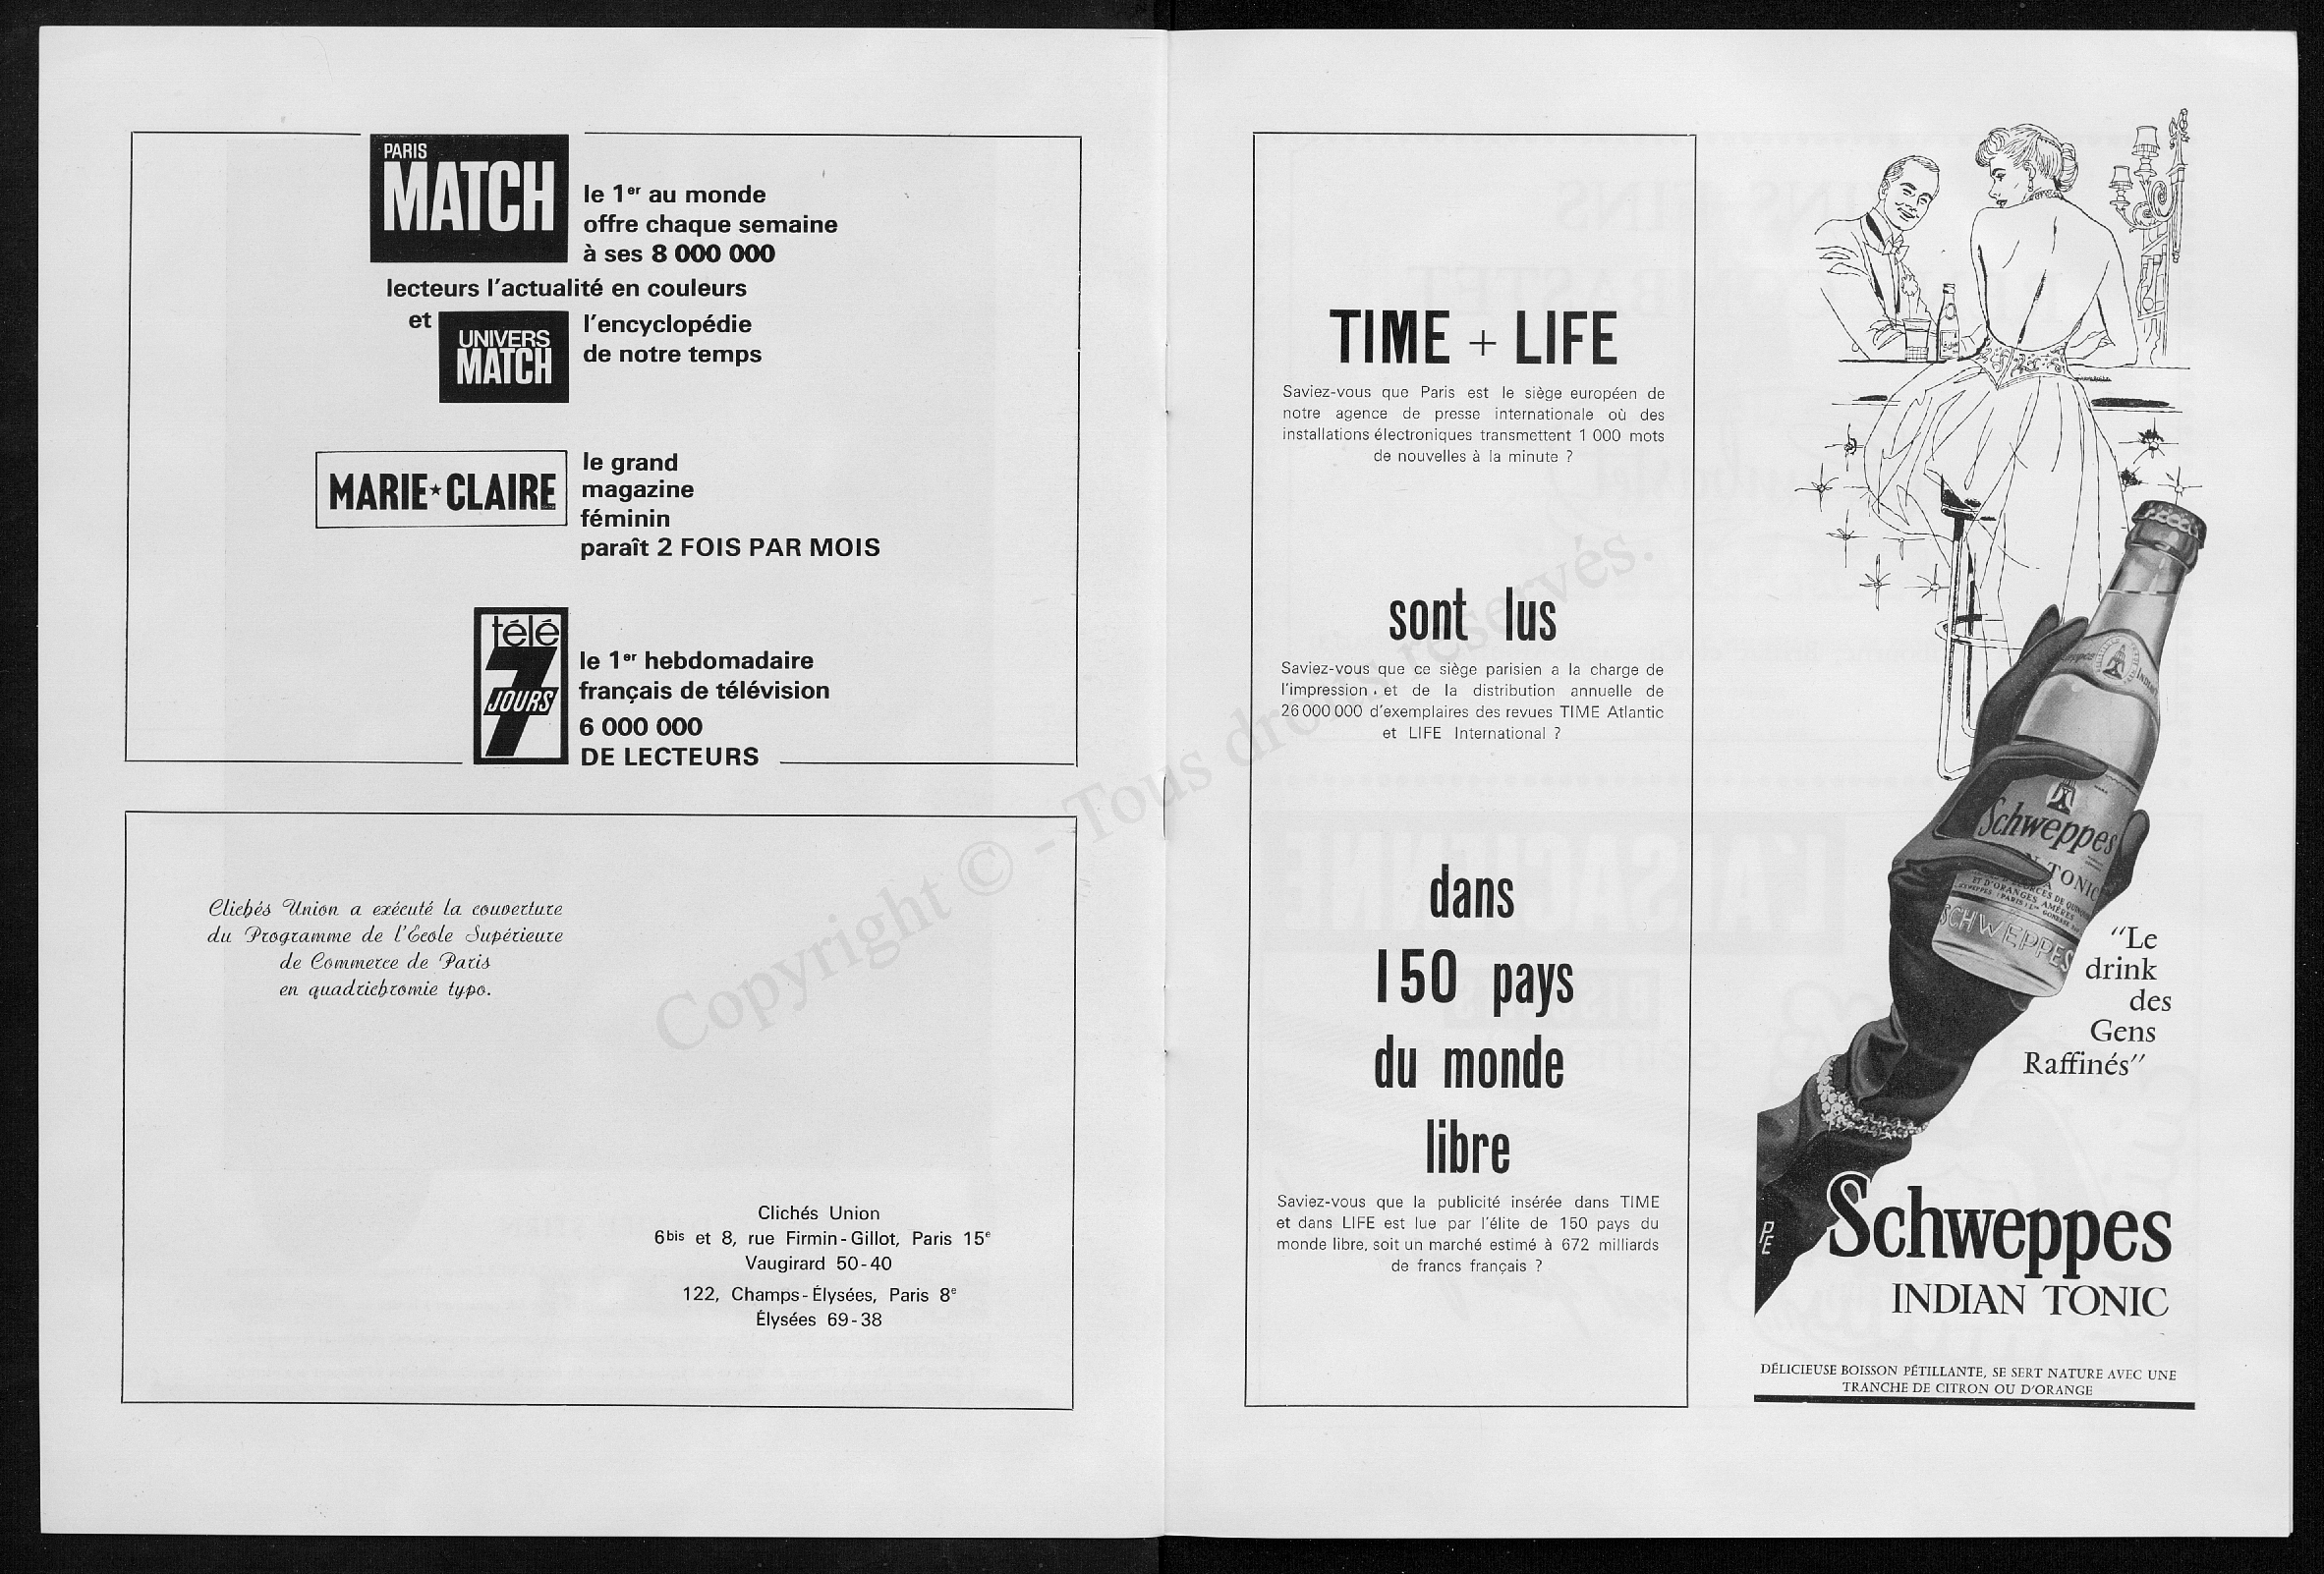 PARIS
MATCH
le 1er au monde
offre chaque semaine
à ses 8 000 000
lecteurs l'actualité en couleurs
et
UNIVERS
MATCH
l'encyclopédie
de notre temps
MARIE★CLAIRE
le grand
magazine
féminin
paraît 2 FOIS PAR MOIS
télé
7
JOURS
le 1er hebdomadaire
français de télévision
6 000 000
DE LECTEURS
Clichés Union a exécuté la couverture
du Programme de l'Ecole Supérieure
de Commerce de Paris
en quadrichromie typo.
Clichés Union
6bis et 8, rue Firmin-Gillot, Paris 15e
Vaugirard 50-40
122, Champs-Élysées, Paris 8e
Élysées 69-38
Copyright © - Tous droits réservés.
TIME + LIFE
Saviez-vous que Paris est le siège européen de
notre agence de presse internationale où des
installations électroniques transmettent 1 000 mots
de nouvelles à la minute ?
sont lus
Saviez-vous que ce siège parisien a la charge de
l'impression et de la distribution annuelle de
26 000 000 d'exemplaires des revues TIME Atlantic
et LIFE International ?
dans
150 pays
du monde
libre
Saviez-vous que la publicité insérée dans TIME
et dans LIFE est lue par l'élite de 150 pays du
monde libre, soit un marché estimé à 672 milliards
de francs français ?
Schweppes
TONIC
ET D'ORANGES AMÈRES
SCHWEPPES
"Le
drink
des
Gens
Raffinés"
PE
Schweppes
INDIAN TONIC
DÉLICIEUSE BOISSON PÉTILLANTE, SE SERT NATURE AVEC UNE
TRANCHE DE CITRON OU D'ORANGE